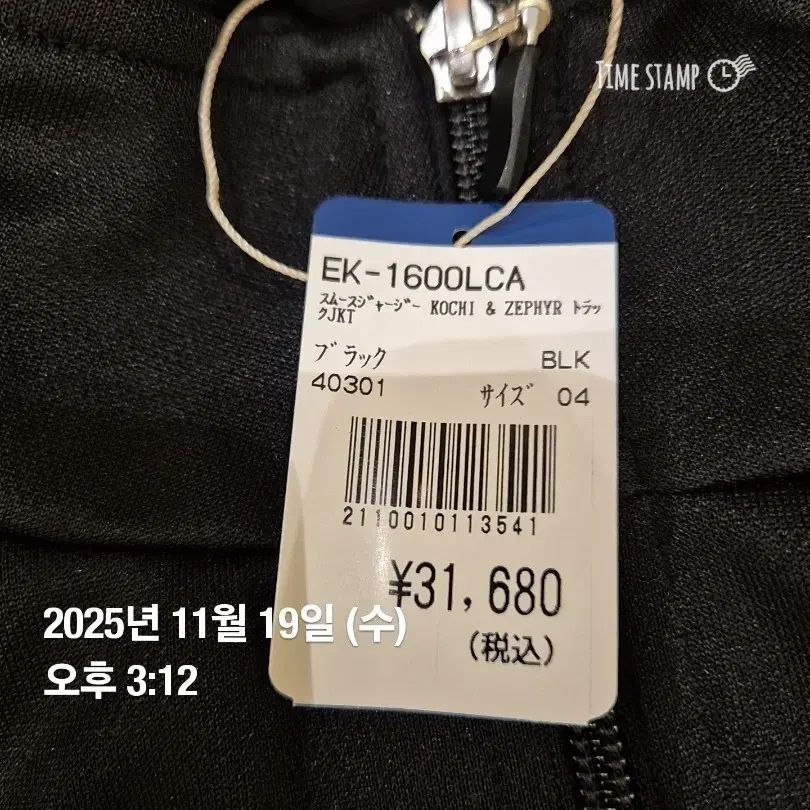 TIME STAMP
EK-1600LCA
スムースジャージー KOCHI & ZEPHYR トラッ
クJKT
ブラック BLK
40301 サイズ 04
2110010113541
¥31,680
(税込)
2025년 11월 19일 (수)
오후 3:12